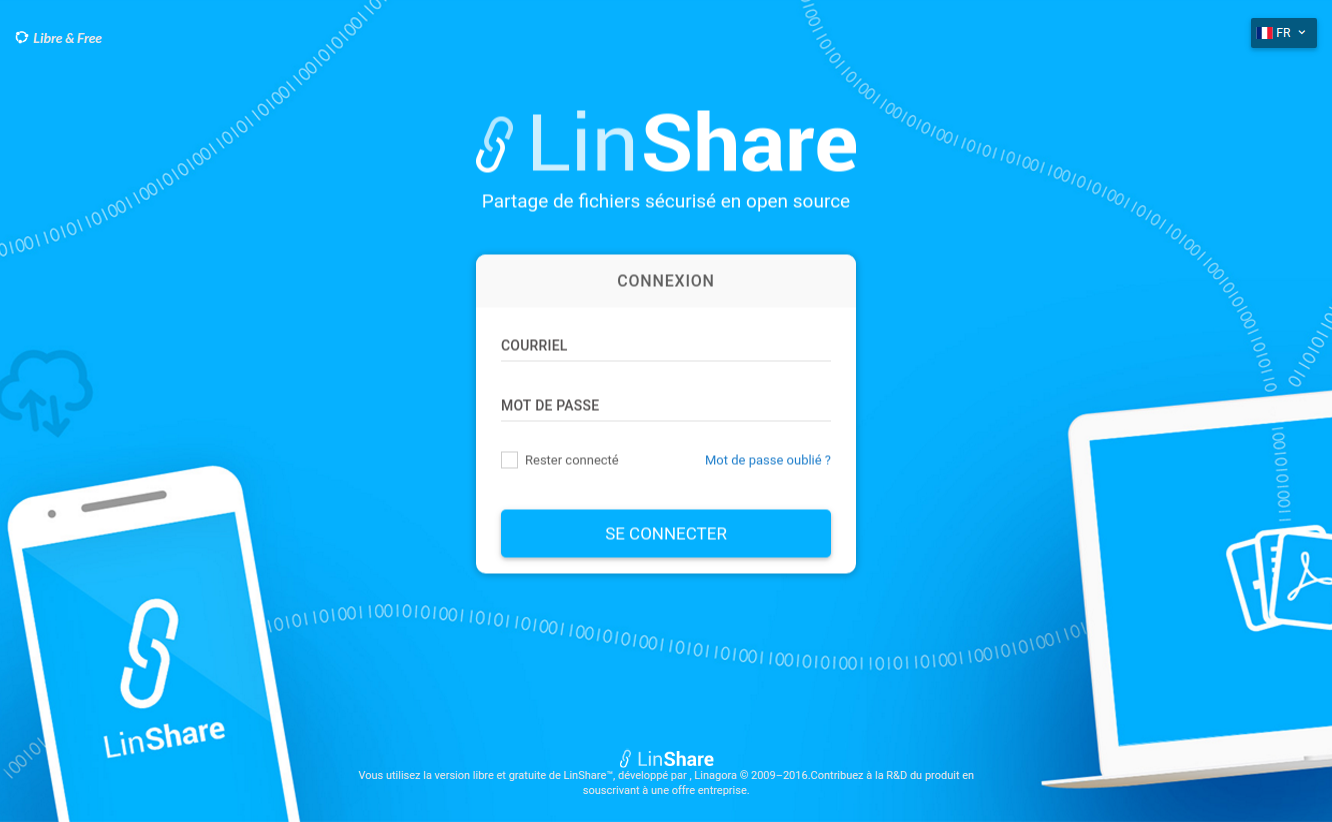 Libre & Free
FR
LinShare
Partage de fichiers sécurisé en open source
CONNEXION
COURRIEL
MOT DE PASSE
Rester connecté
Mot de passe oublié ?
SE CONNECTER
LinShare
LinShare
Vous utilisez la version libre et gratuite de LinShare™, développé par , Linagora © 2009–2016.Contribuez à la R&D du produit en
souscrivant à une offre entreprise.